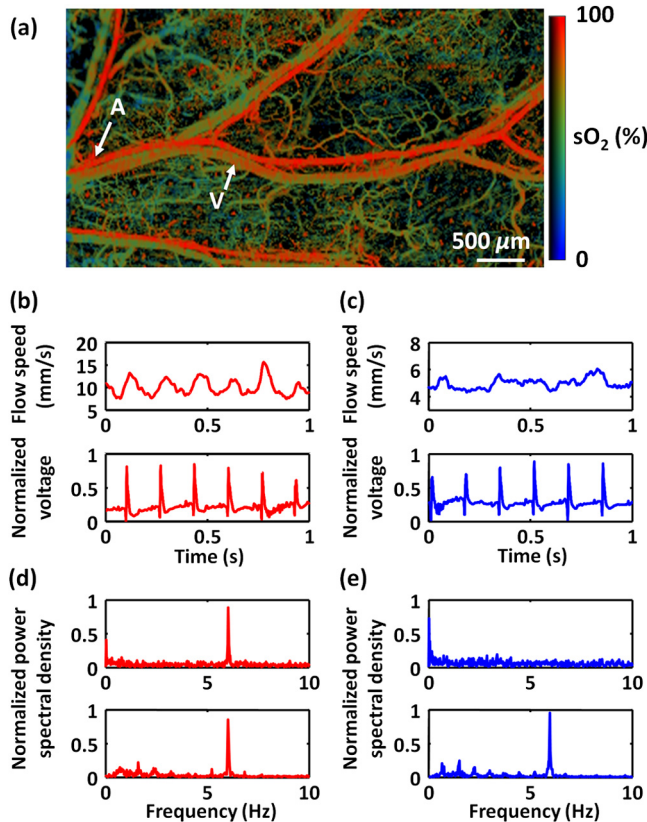 (a)
A
V
500 µm
100
sO₂ (%)
0
(b)
(c)
Flow speed
(mm/s)
20
15
10
5
0
0.5
1
Flow speed
(mm/s)
8
6
4
0
0.5
1
Normalized
voltage
1
0.5
0
0
0.5
1
Time (s)
Normalized
voltage
1
0.5
0
0
0.5
1
Time (s)
(d)
(e)
Normalized power
spectral density
1
0.5
0
0
5
10
1
0.5
0
0
5
10
Frequency (Hz)
Normalized power
spectral density
1
0.5
0
0
5
10
1
0.5
0
0
5
10
Frequency (Hz)